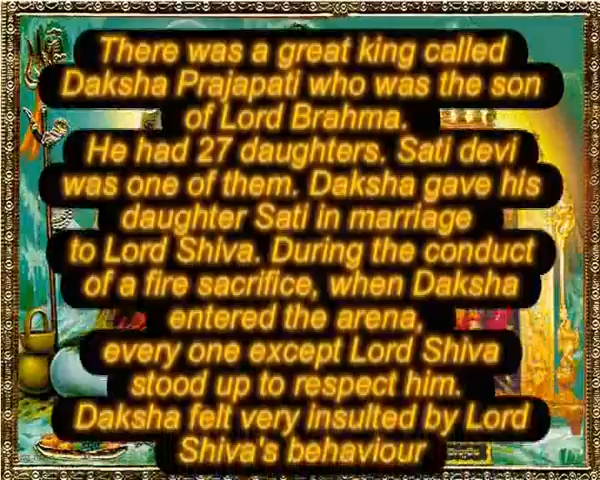 There was a great king called
Daksha Prajapati who was the son
of Lord Brahma.
He had 27 daughters. Sati devi
was one of them. Daksha gave his
daughter Sati in marriage
to Lord Shiva. During the conduct
of a fire sacrifice, when Daksha
entered the arena,
every one except Lord Shiva
stood up to respect him.
Daksha felt very insulted by Lord
Shiva's behaviour